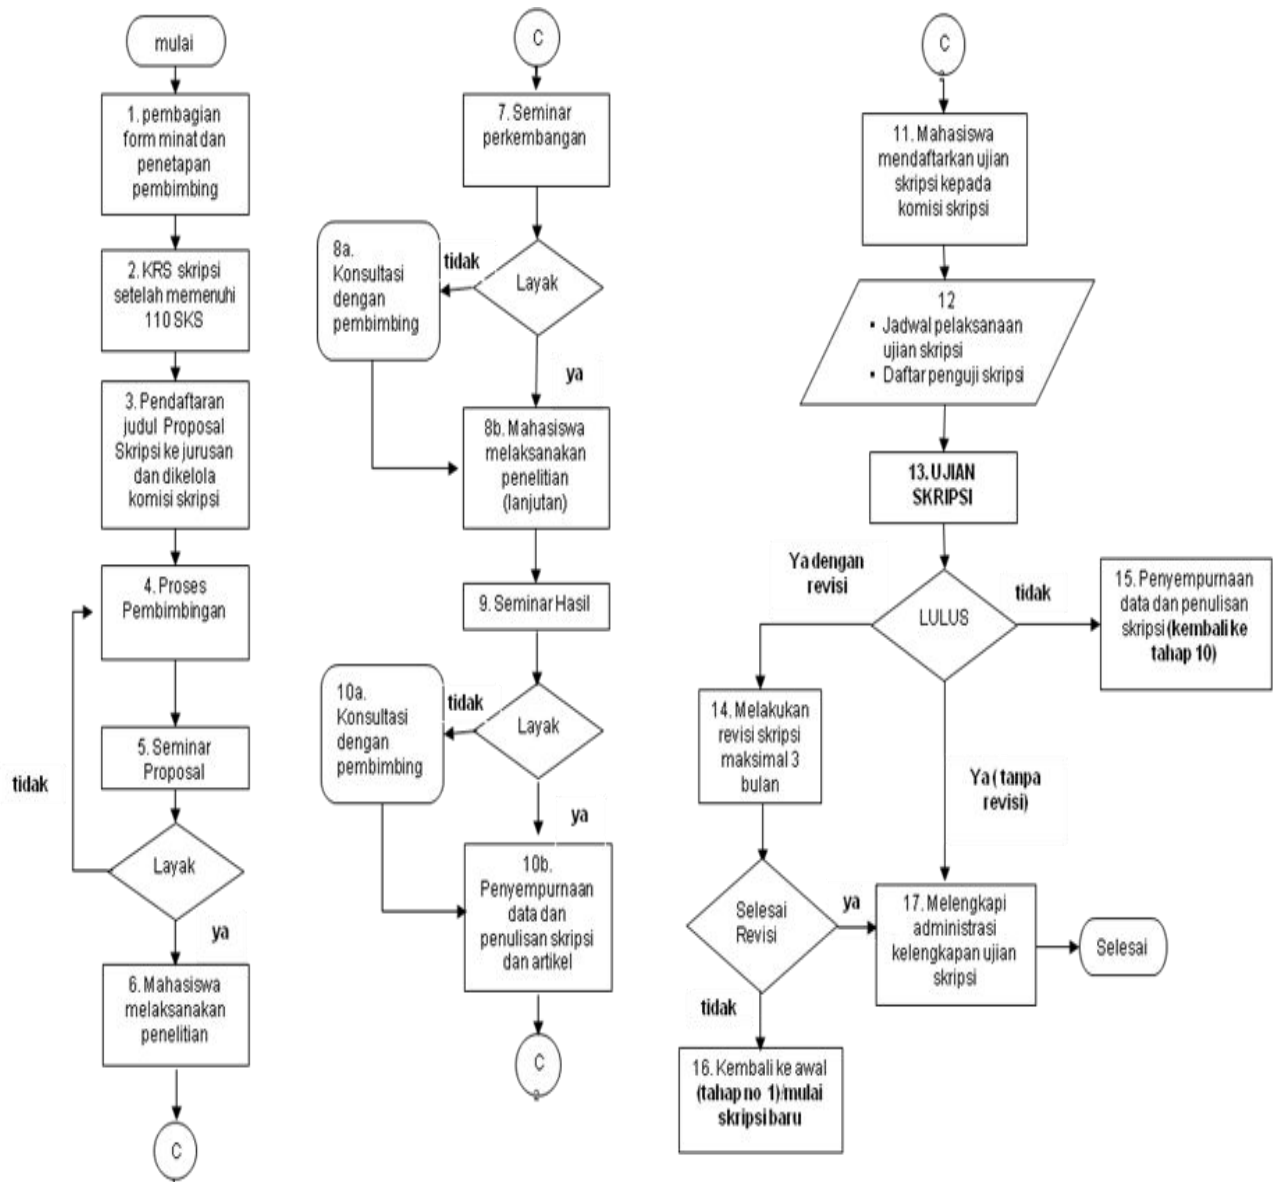 mulai
1. pembagian
form minat dan
penetapan
pembimbing
2. KRS skripsi
setelah memenuhi
110 SKS
3. Pendaftaran
judul Proposal
Skripsi ke jurusan
dan dikelola
komisi skripsi
4. Proses
Pembimbingan
5. Seminar
Proposal
tidak
Layak
ya
6. Mahasiswa
melaksanakan
penelitian
C
C
7. Seminar
perkembangan
8a.
Konsultasi
dengan
pembimbing
tidak
Layak
ya
8b. Mahasiswa
melaksanakan
penelitian
(lanjutan)
9. Seminar Hasil
10a.
Konsultasi
dengan
pembimbing
tidak
Layak
ya
10b.
Penyempurnaan
data dan
penulisan skripsi
dan artikel
C
C
11. Mahasiswa
mendaftarkan ujian
skripsi kepada
komisi skripsi
12
▪ Jadwal pelaksanaan
ujian skripsi
▪ Daftar penguji skripsi
13. UJIAN
SKRIPSI
Ya dengan
revisi
LULUS
tidak
15. Penyempurnaan
data dan penulisan
skripsi (kembali ke
tahap 10)
14. Melakukan
revisi skripsi
maksimal 3
bulan
Ya ( tanpa
revisi)
Selesai
Revisi
ya
17. Melengkapi
administrasi
kelengkapan ujian
skripsi
Selesai
tidak
16. Kembali ke awal
(tahap no 1)/mulai
skripsi baru